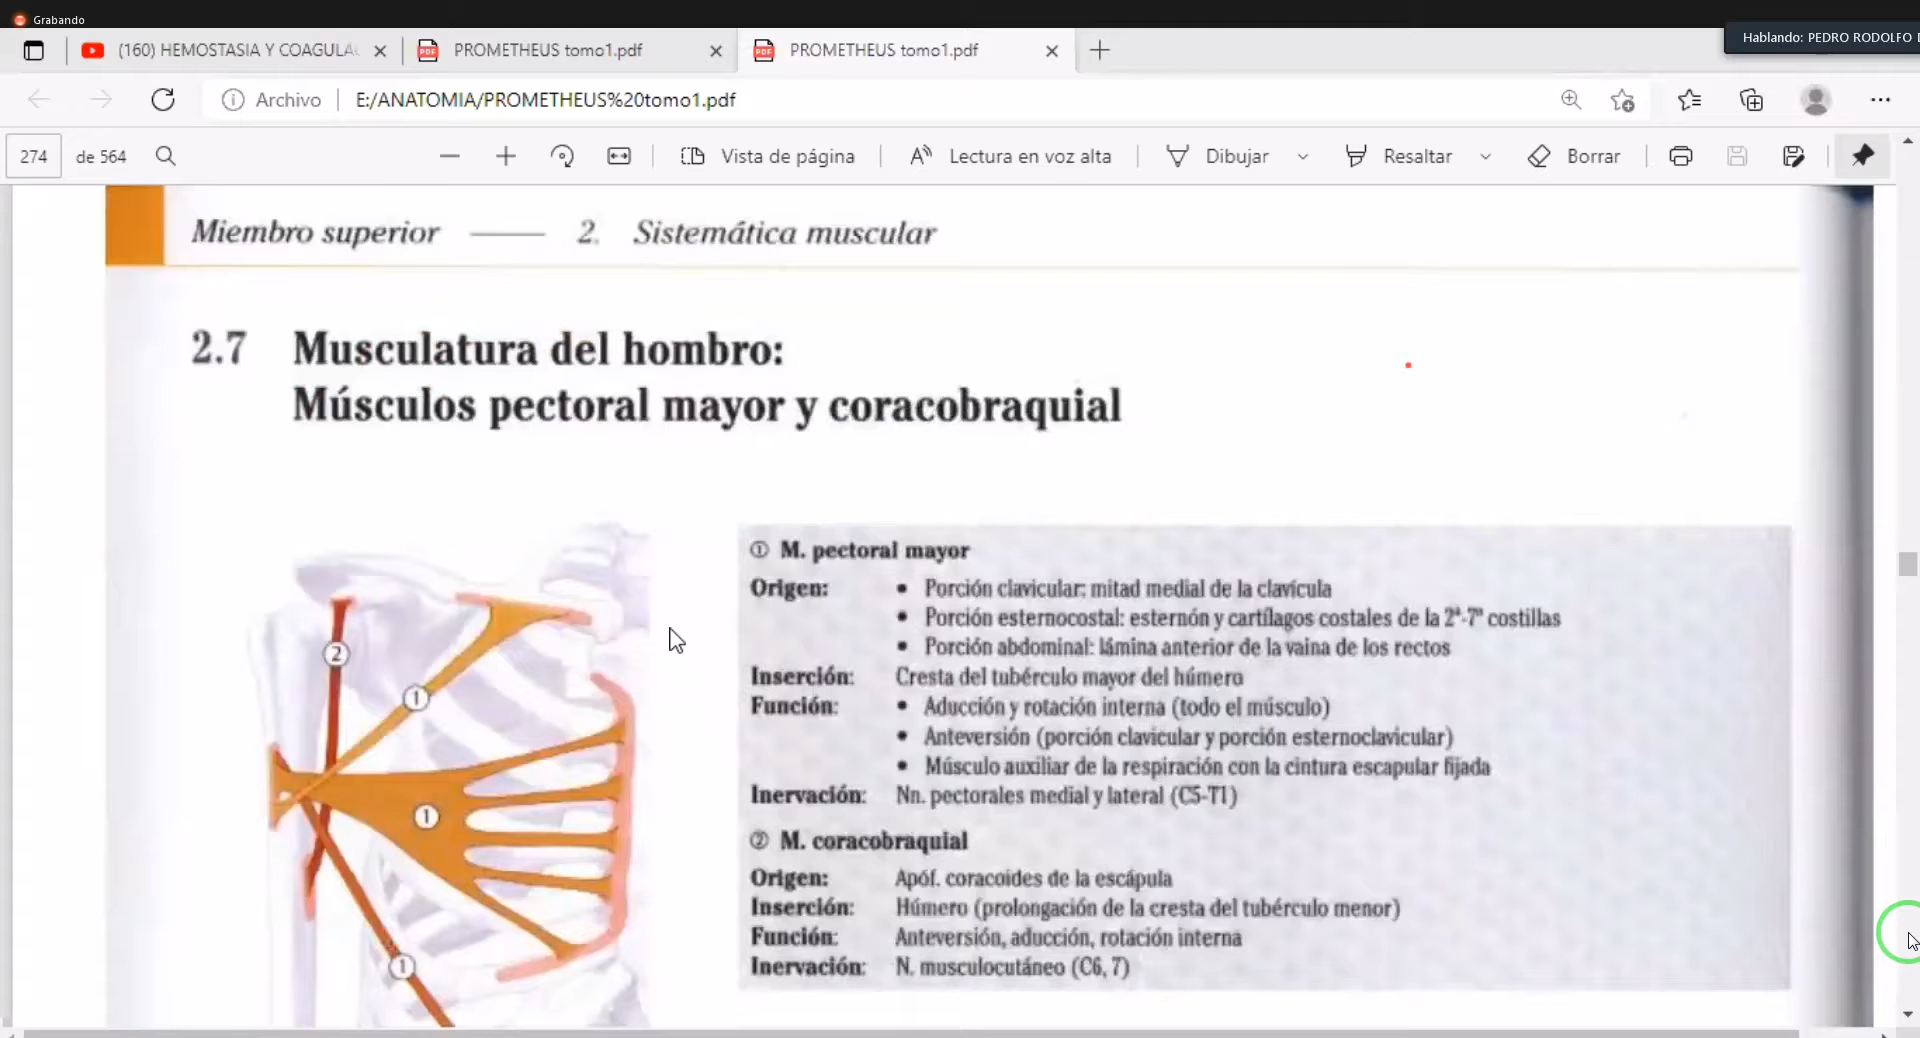 Grabando
Hablando: PEDRO RODOLFO
(160) HEMOSTASIA Y COAGULA
PROMETHEUS tomo1.pdf
PROMETHEUS tomo1.pdf
Archivo
E:/ANATOMIA/PROMETHEUS%20tomo1.pdf
274 de 564
Vista de página
Lectura en voz alta
Dibujar
Resaltar
Borrar
Miembro superior —— 2. Sistemática muscular
2.7 Musculatura del hombro:
Músculos pectoral mayor y coracobraquial
① M. pectoral mayor
Origen: • Porción clavicular: mitad medial de la clavícula
• Porción esternocostal: esternón y cartílagos costales de la 2ª-7ª costillas
• Porción abdominal: lámina anterior de la vaina de los rectos
Inserción: Cresta del tubérculo mayor del húmero
Función: • Aducción y rotación interna (todo el músculo)
• Anteversión (porción clavicular y porción esternoclavicular)
• Músculo auxiliar de la respiración con la cintura escapular fijada
Inervación: Nn. pectorales medial y lateral (C5-T1)
② M. coracobraquial
Origen: Apóf. coracoides de la escápula
Inserción: Húmero (prolongación de la cresta del tubérculo menor)
Función: Anteversión, aducción, rotación interna
Inervación: N. musculocutáneo (C6, 7)
2
1
1
1